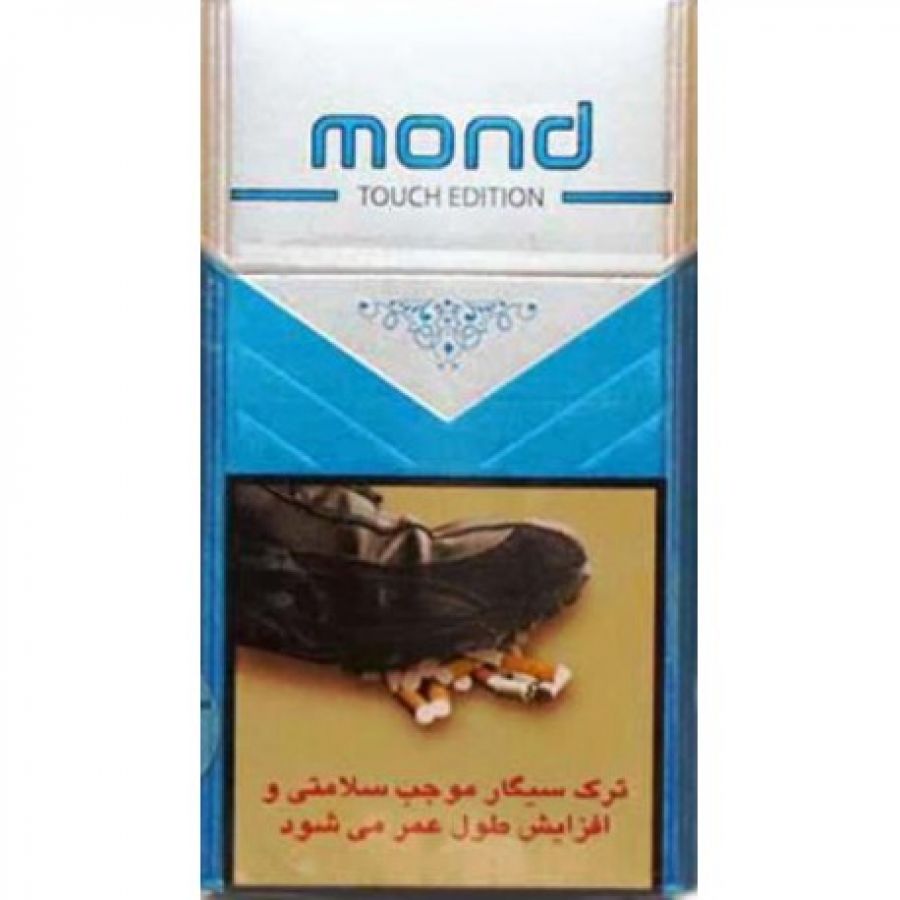 mond
TOUCH EDITION
ترک سیگار موجب سلامتی و
افزایش طول عمر می شود